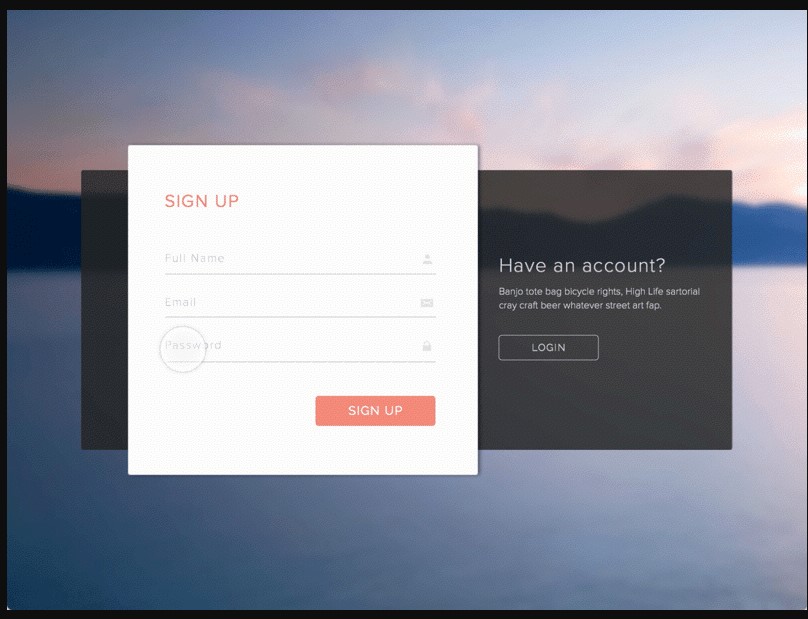 SIGN UP
Full Name
Email
Password
SIGN UP
Have an account?
Banjo tote bag bicycle rights, High Life sartorial
cray craft beer whatever street art fap.
LOGIN